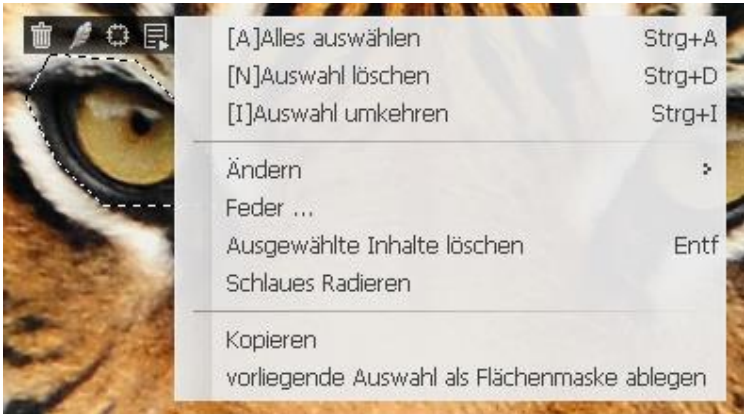 [A]Alles auswählen Strg+A
[N]Auswahl löschen Strg+D
[I]Auswahl umkehren Strg+I
Ändern
Feder ...
Ausgewählte Inhalte löschen Entf
Schlaues Radieren
Kopieren
vorliegende Auswahl als Flächenmaske ablegen